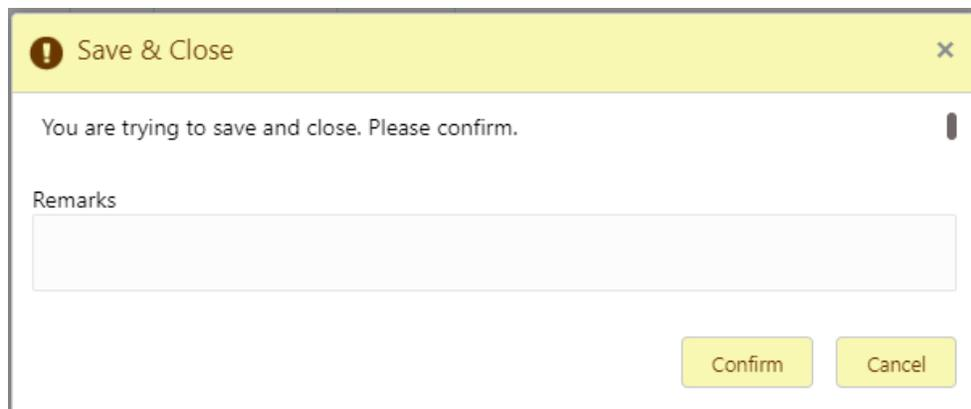 Save & Close
You are trying to save and close. Please confirm.
Remarks
Confirm
Cancel